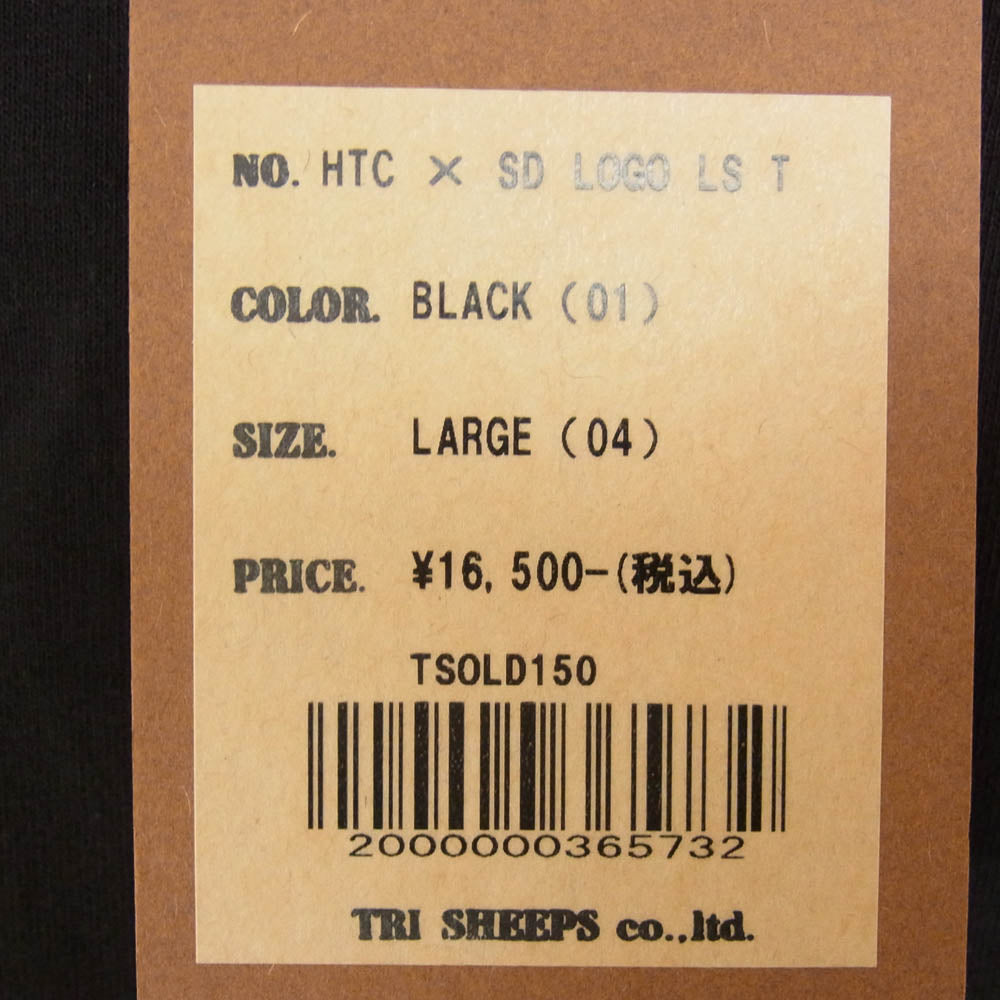 NO. HTC × SD LOGO LS T
COLOR. BLACK (01)
SIZE. LARGE (04)
PRICE. ¥16,500-(税込)
TSOLD150
2000000365732
TRI SHEEPS co.,ltd.